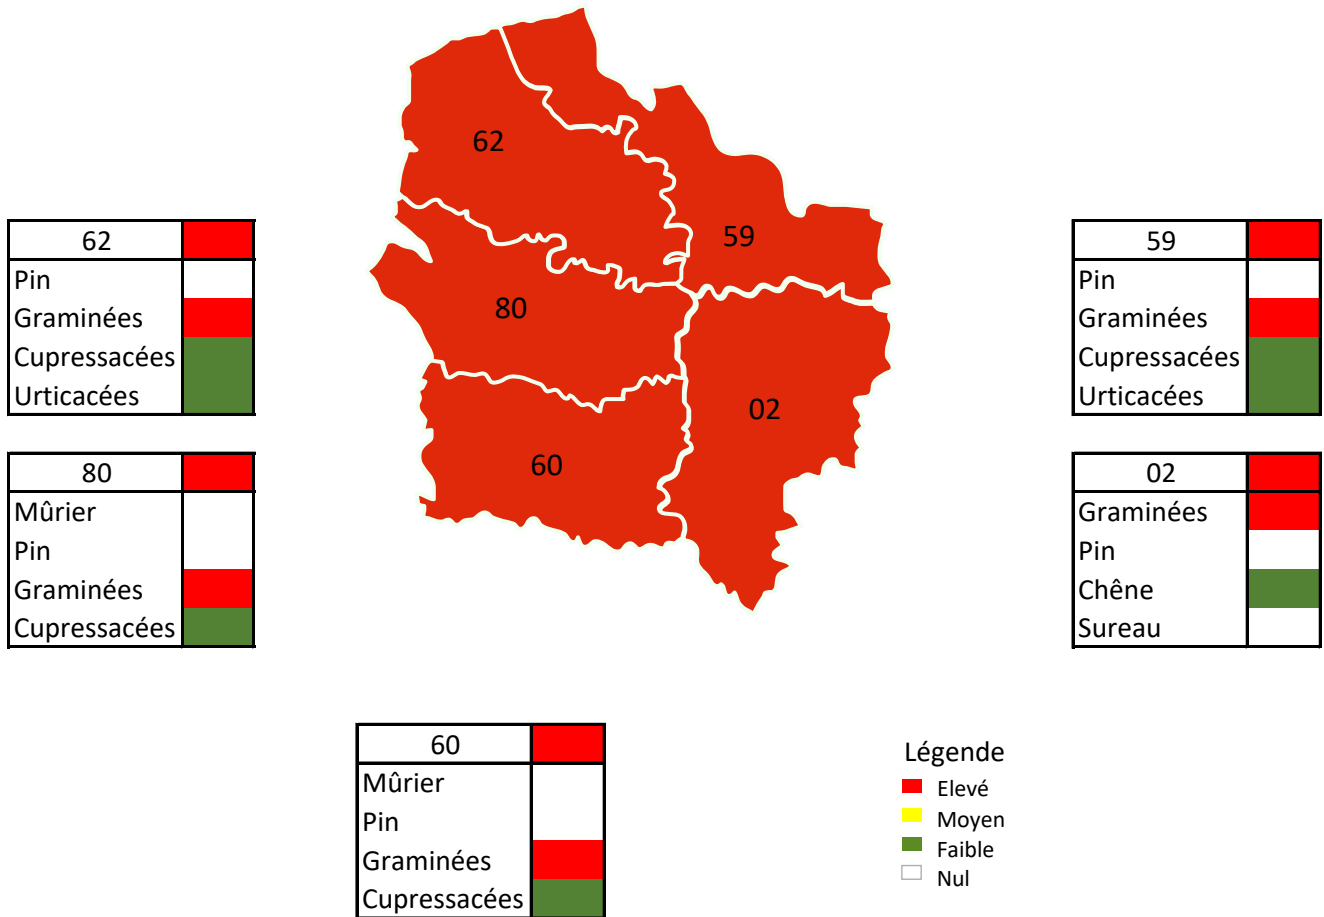 62
59
80
02
60
62
Pin
Graminées
Cupressacées
Urticacées
59
Pin
Graminées
Cupressacées
Urticacées
80
Mûrier
Pin
Graminées
Cupressacées
02
Graminées
Pin
Chêne
Sureau
60
Mûrier
Pin
Graminées
Cupressacées
Légende
Elevé
Moyen
Faible
Nul